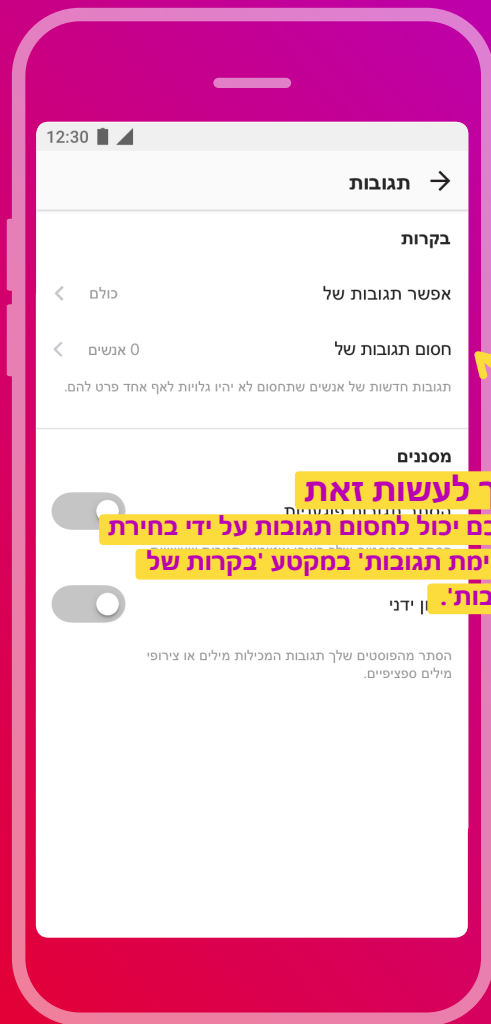 12:30
תגובות
בקרות
אפשר תגובות של
כולם
חסום תגובות של
0 אנשים
תגובות חדשות של אנשים שתחסום לא יהיו גלויות לאף אחד פרט להם.
מסננים
לעשות זאת
יכול לחסום תגובות על ידי בחירת
תגובות' במקטע 'בקרות של
ידני
הסתר מהפוסטים שלך תגובות המכילות מילים או צירופי
מילים ספציפיים.